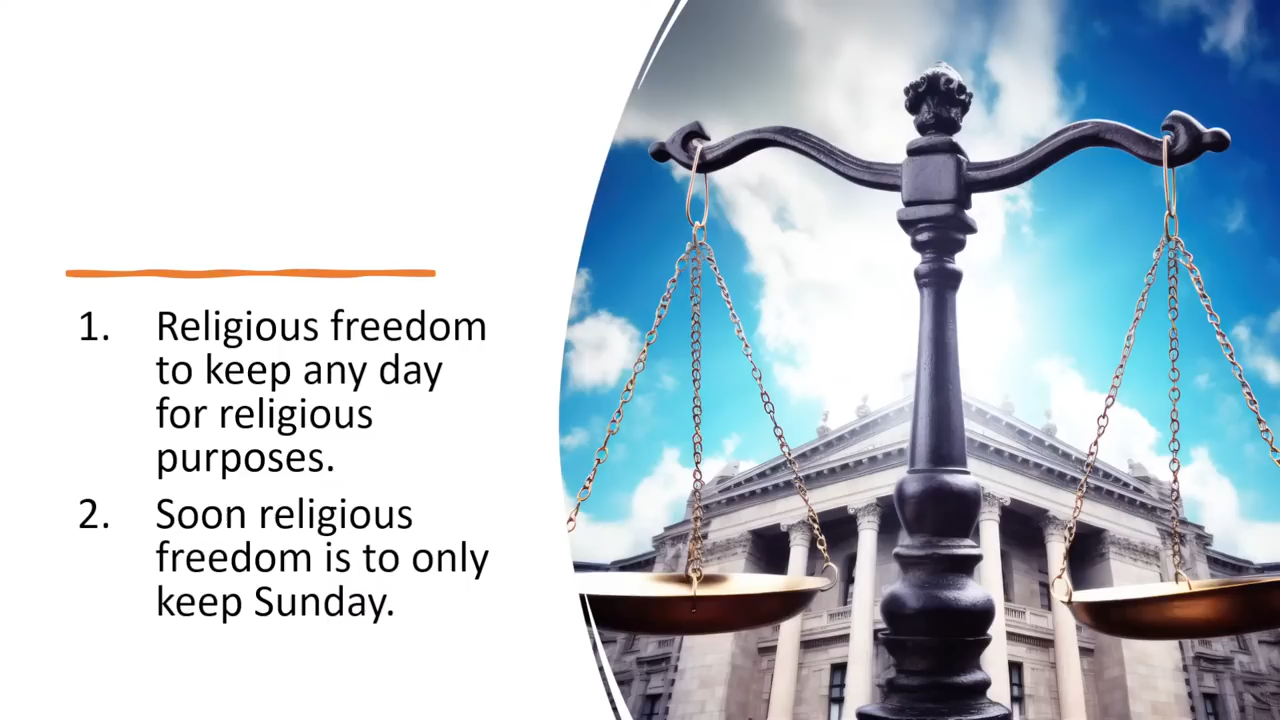 1. Religious freedom
to keep any day
for religious
purposes.
2. Soon religious
freedom is to only
keep Sunday.